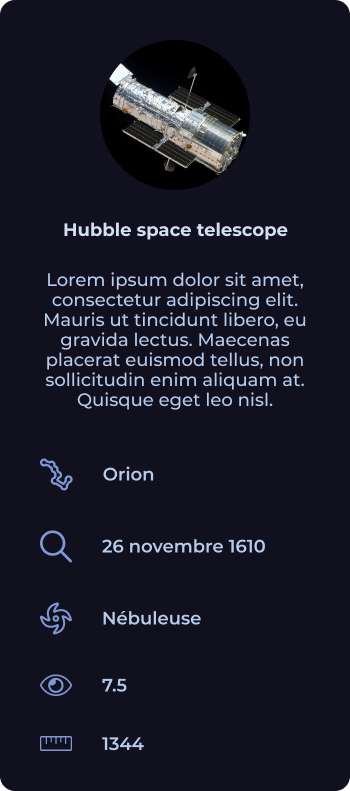 Hubble space telescope
Lorem ipsum dolor sit amet,
consectetur adipiscing elit.
Mauris ut tincidunt libero, eu
gravida lectus. Maecenas
placerat euismod tellus, non
sollicitudin enim aliquam at.
Quisque eget leo nisl.
Orion
26 novembre 1610
Nébuleuse
7.5
1344